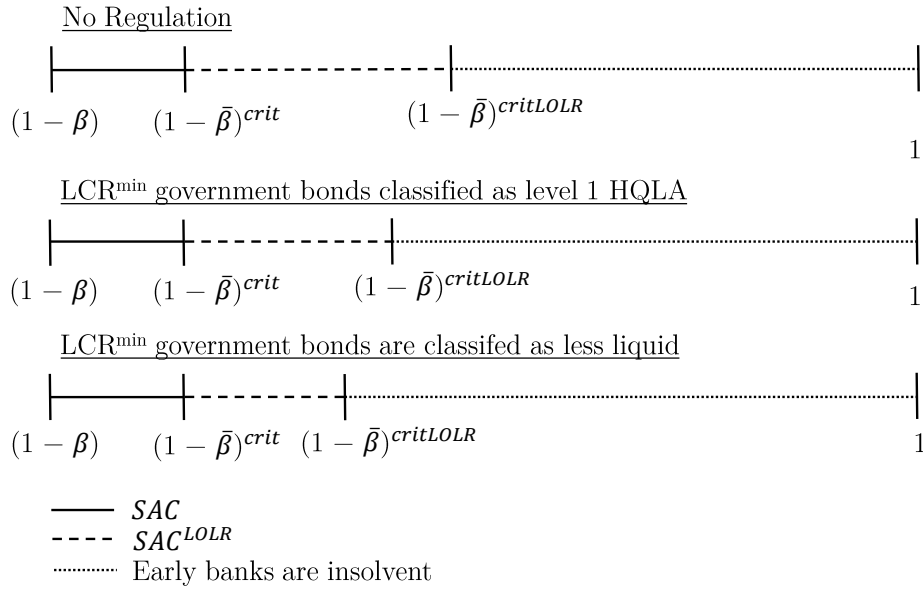 No Regulation
(1 − β) (1 − β̄)^crit (1 − β̄)^critLOLR 1
LCR^min government bonds classified as level 1 HQLA
(1 − β) (1 − β̄)^crit (1 − β̄)^critLOLR 1
LCR^min government bonds are classifed as less liquid
(1 − β) (1 − β̄)^crit (1 − β̄)^critLOLR 1
SAC
SAC^LOLR
Early banks are insolvent